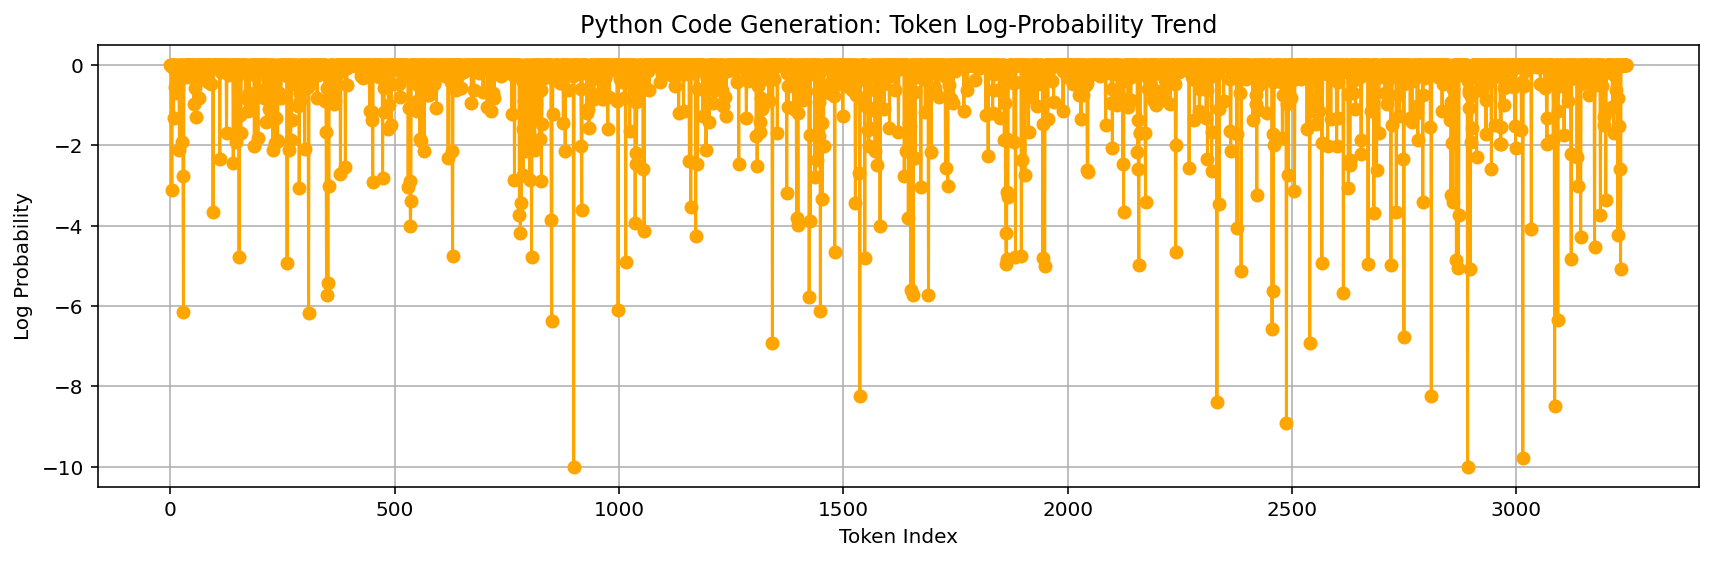 Python Code Generation: Token Log-Probability Trend
Log Probability
0
−2
−4
−6
−8
−10
0 500 1000 1500 2000 2500 3000
Token Index